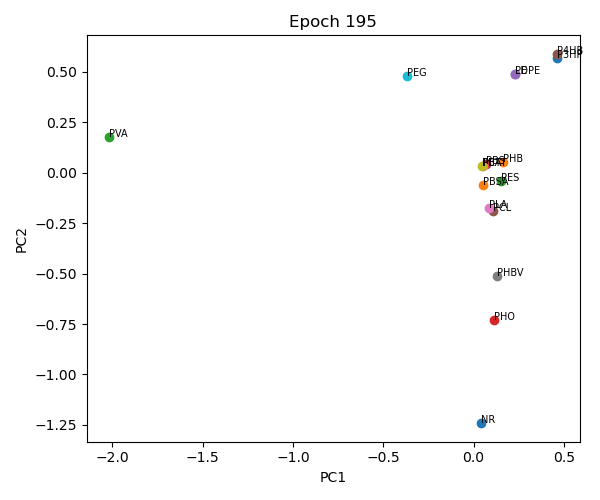 Epoch 195
P4HB
P3HP
PEG
LDPE
PVA
PHB
PES
PBSA
PLA
PCL
PHBV
PHO
NR
0.50
0.25
0.00
−0.25
−0.50
−0.75
−1.00
−1.25
PC2
−2.0
−1.5
−1.0
−0.5
0.0
0.5
PC1